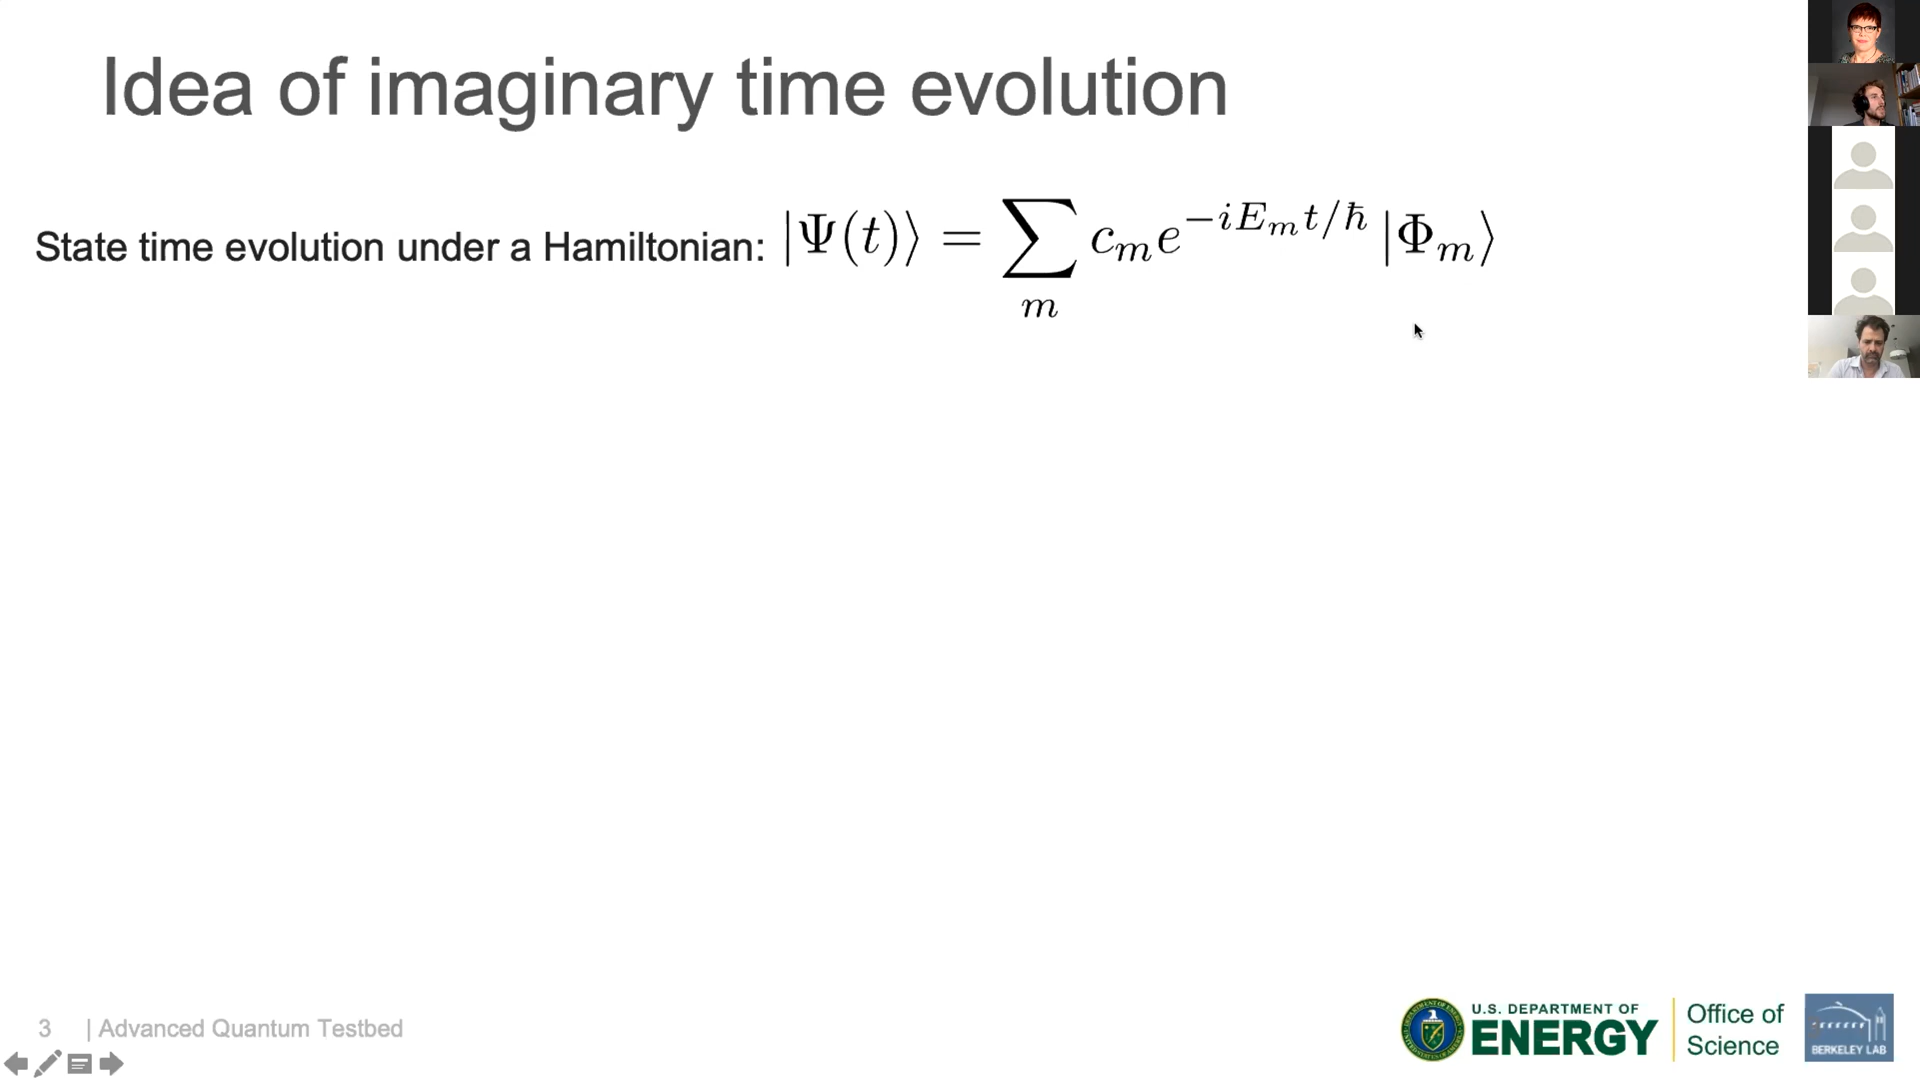 Idea of imaginary time evolution
State time evolution under a Hamiltonian: |Ψ(t)⟩ = ∑_m c_m e^{-iE_m t/ħ} |Φ_m⟩
3 | Advanced Quantum Testbed
U.S. DEPARTMENT OF
ENERGY
Office of
Science
BERKELEY LAB